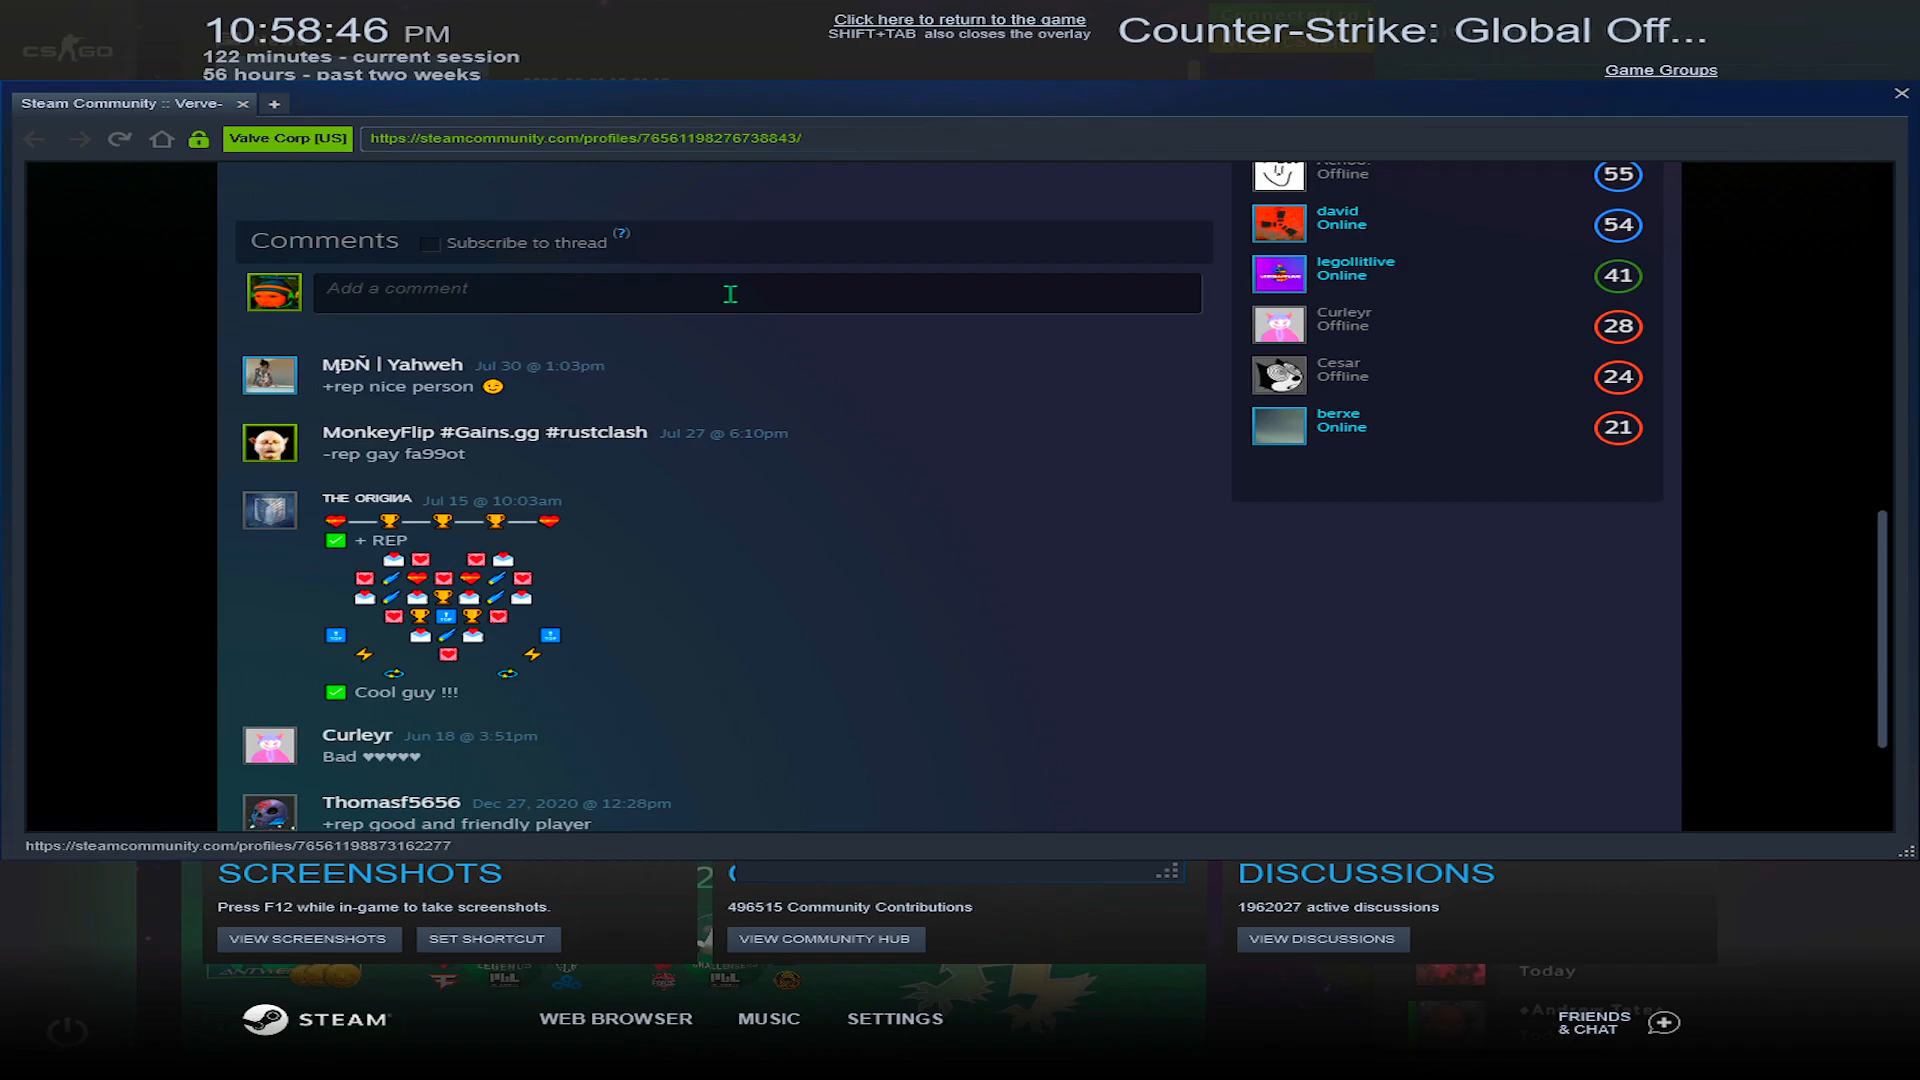 10:58:46 PM
122 minutes - current session
56 hours - past two weeks
Click here to return to the game
SHIFT+TAB also closes the overlay
Counter-Strike: Global Off...
Game Groups
CS GO
Steam Community :: Verve-
Valve Corp [US]
https://steamcommunity.com/profiles/76561198276738843/
Offline
55
david
Online
54
legollitlive
Online
41
Curleyr
Offline
28
Cesar
Offline
24
berxe
Online
21
Comments
Subscribe to thread (?)
Add a comment
M̧ĐŇ | Yahweh Jul 30 @ 1:03pm
+rep nice person 😉
MonkeyFlip #Gains.gg #rustclash Jul 27 @ 6:10pm
-rep gay fa99ot
THE ORIGINA Jul 15 @ 10:03am
+ REP
Cool guy !!!
Curleyr Jun 18 @ 3:51pm
Bad ♥♥♥♥♥
Thomasf5656 Dec 27, 2020 @ 12:28pm
+rep good and friendly player
https://steamcommunity.com/profiles/76561198873162277
SCREENSHOTS
Press F12 while in-game to take screenshots.
VIEW SCREENSHOTS
SET SHORTCUT
496515 Community Contributions
VIEW COMMUNITY HUB
DISCUSSIONS
1962027 active discussions
VIEW DISCUSSIONS
Today
STEAM
WEB BROWSER
MUSIC
SETTINGS
FRIENDS
& CHAT